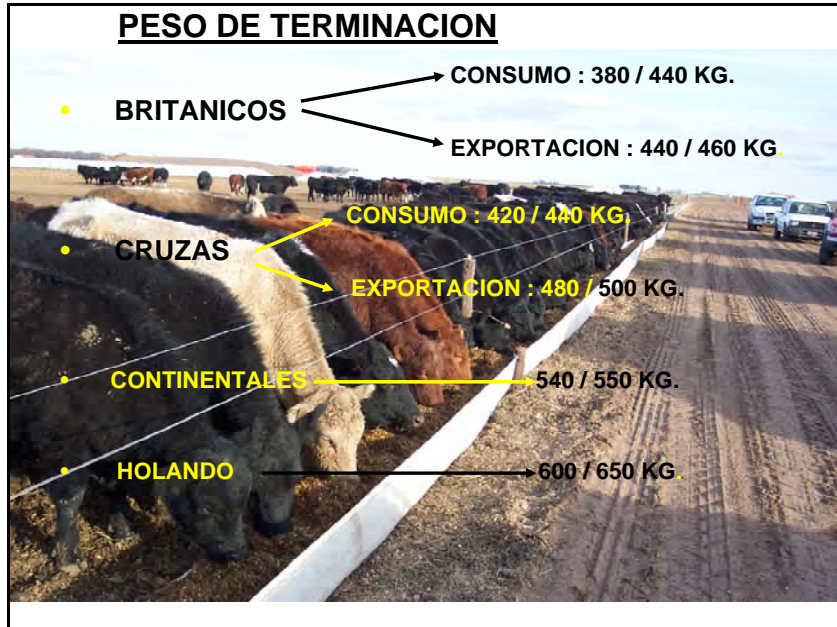 PESO DE TERMINACION
CONSUMO : 380 / 440 KG.
• BRITANICOS
EXPORTACION : 440 / 460 KG.
CONSUMO : 420 / 440 KG.
• CRUZAS
EXPORTACION : 480 / 500 KG.
• CONTINENTALES 540 / 550 KG.
• HOLANDO 600 / 650 KG.